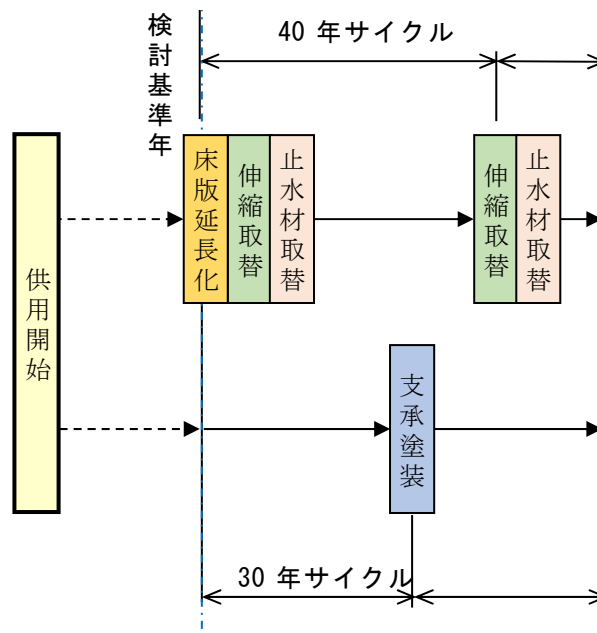 検討基準年
40 年サイクル
供用開始
床版延長化
伸縮取替
止水材取替
伸縮取替
止水材取替
支承塗装
30 年サイクル